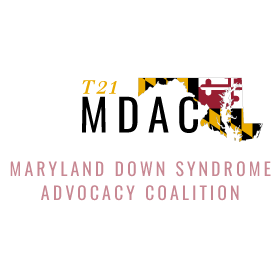 T21
MDAC
MARYLAND DOWN SYNDROME
ADVOCACY COALITION